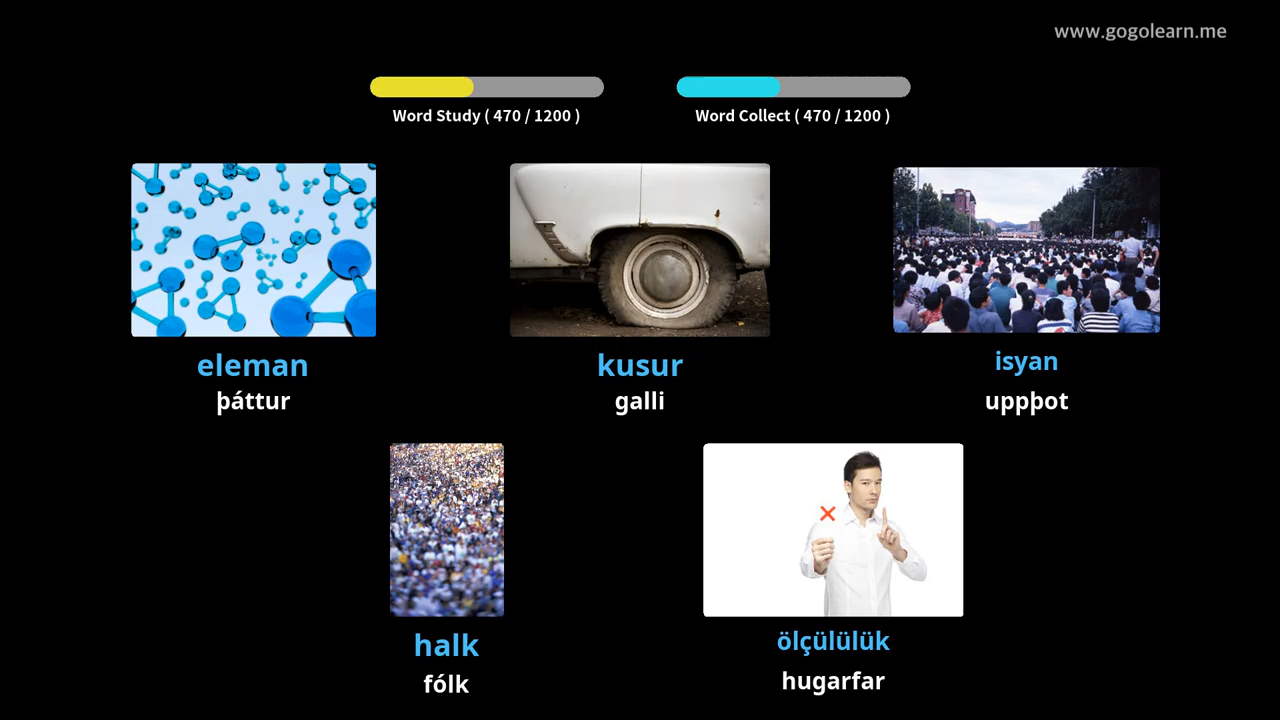 www.gogolearn.me
Word Study ( 470 / 1200 )
Word Collect ( 470 / 1200 )
eleman
þáttur
kusur
galli
isyan
uppþot
halk
fólk
ölçülülük
hugarfar